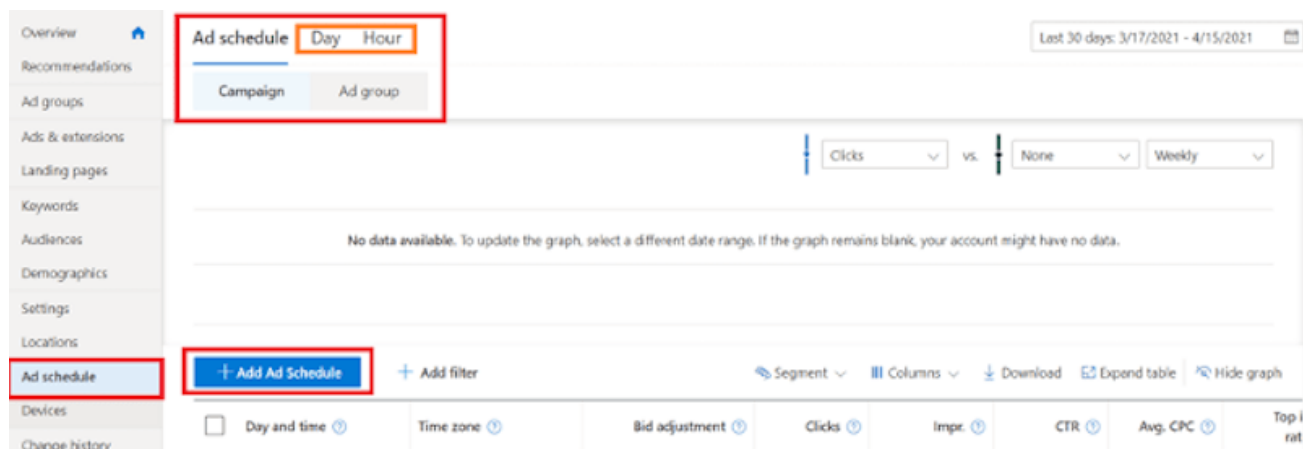 Overview
Recommendations
Ad groups
Ads & extensions
Landing pages
Keywords
Audiences
Demographics
Settings
Locations
Ad schedule
Devices
Change history
Ad schedule Day Hour
Last 30 days: 3/17/2021 - 4/15/2021
Campaign Ad group
Clicks vs. None Weekly
No data available. To update the graph, select a different date range. If the graph remains blank, your account might have no data.
+ Add Ad Schedule + Add filter Segment Columns Download Expand table Hide graph
Day and time Time zone Bid adjustment Clicks Impr. CTR Avg. CPC Top i
rat